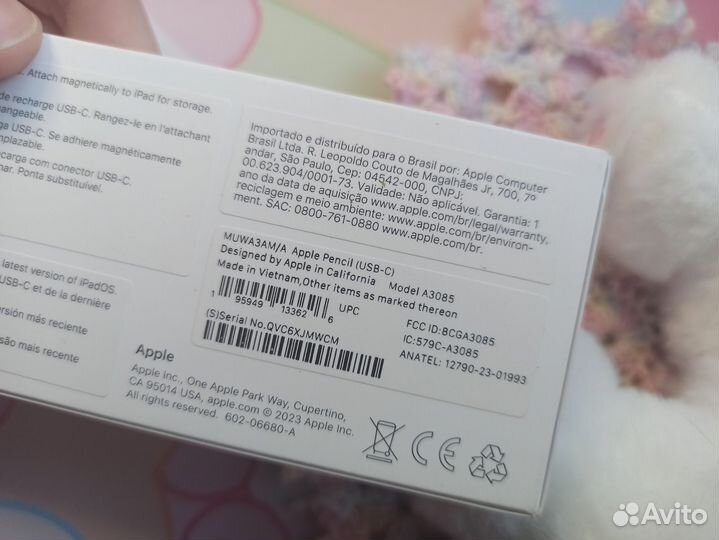 . Attach magnetically to iPad for storage.
de recharge USB-C. Rangez-le en l'attachant
hangeable.
ga USB-C. Se adhiere magnéticamente
mplazable.
carga com conector USB-C.
nar. Ponta substituível.
latest version of iPadOS.
USB-C et de la dernière
sión más reciente
mais recente
Importado e distribuído para o Brasil por: Apple Computer
Brasil Ltda. R. Leopoldo Couto de Magalhães Jr, 700, 7º
andar, São Paulo, Cep: 04542-000, CNPJ:
00.623.904/0001-73. Validade: Não aplicável. Garantia: 1
ano da data de aquisição www.apple.com/br/legal/warranty,
reciclagem e meio ambiente: www.apple.com/br/environ-
ment. SAC: 0800-761-0880 www.apple.com/br.
MUWA3AM/A Apple Pencil (USB-C)
Designed by Apple in California Model A3085
Made in Vietnam,Other items as marked thereon
1 95949 13362 6 UPC
FCC ID:BCGA3085
IC:579C-A3085
ANATEL: 12790-23-01993
(S)Serial No.QVC6XJMWCM
Apple
Apple Inc., One Apple Park Way, Cupertino,
CA 95014 USA, apple.com © 2023 Apple Inc.
All rights reserved. 602-06680-A
CE
Avito